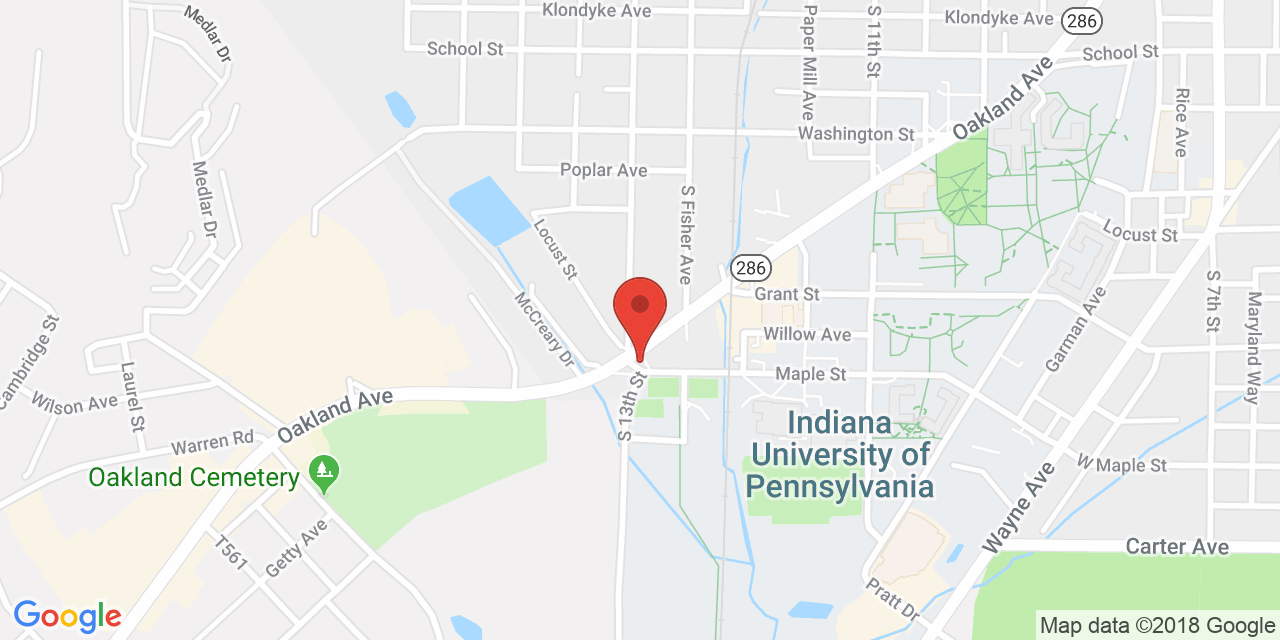 Klondyke Ave
Klondyke Ave
286
School St
School St
Medlar Dr
Paper Mill Ave
S 11th St
Oakland Ave
Rice Ave
Washington St
Poplar Ave
Medlar Dr
S Fisher Ave
Locust St
Locust St
286
Grant St
S 7th St
Maryland Way
McCreary Dr
Willow Ave
Garman Ave
Cambridge St
Laurel St
Wilson Ave
Maple St
Oakland Ave
S 13th St
Warren Rd
Indiana
University of
Pennsylvania
Oakland Cemetery
W Maple St
Wayne Ave
T561
Getty Ave
Carter Ave
Pratt Dr
Google
Map data ©2018 Google